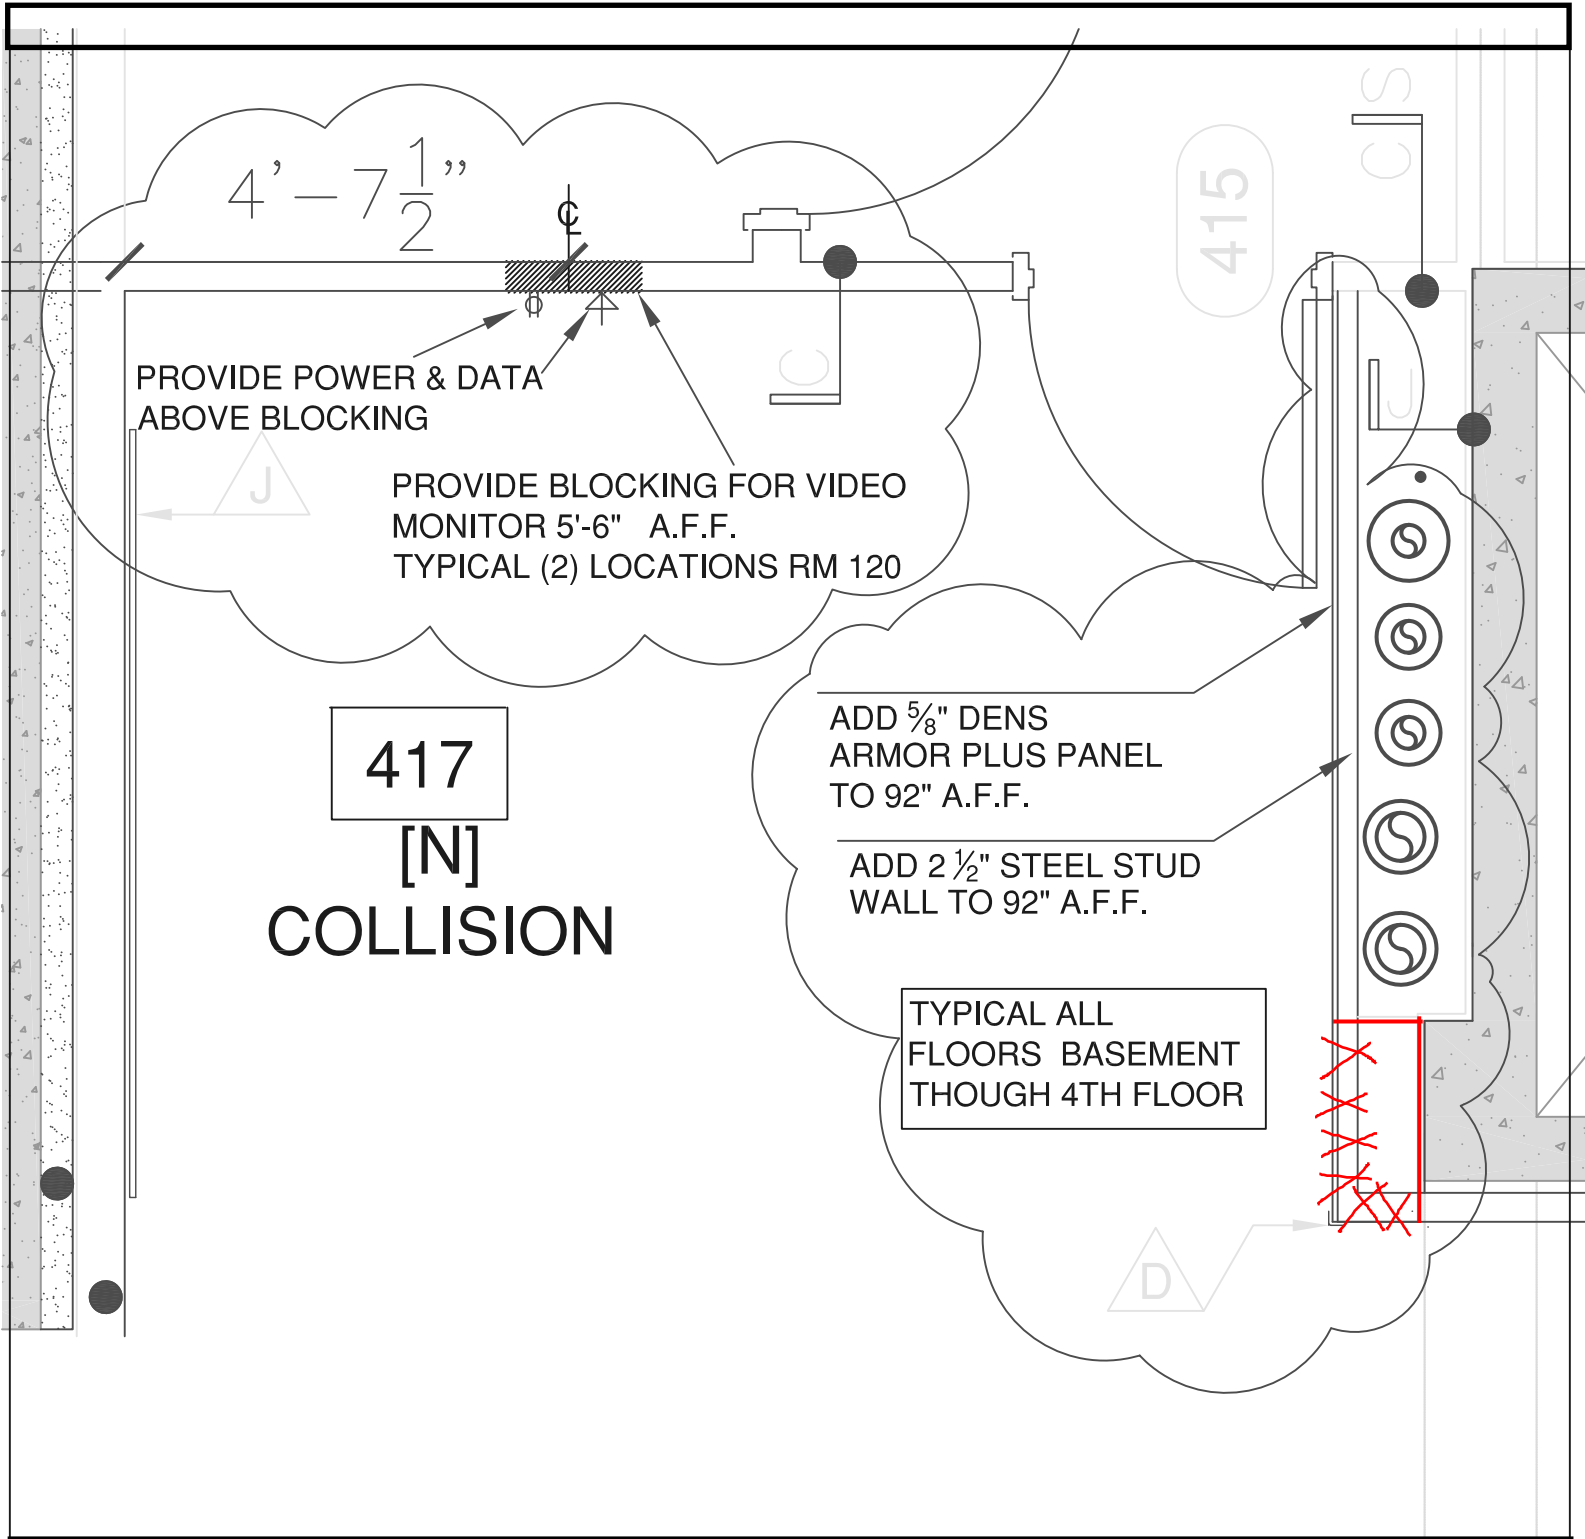 4'-7 1/2"
℄
C
415
C/S
C
PROVIDE POWER & DATA
ABOVE BLOCKING
J
PROVIDE BLOCKING FOR VIDEO
MONITOR 5'-6" A.F.F.
TYPICAL (2) LOCATIONS RM 120
417
[N]
COLLISION
ADD 5/8" DENS
ARMOR PLUS PANEL
TO 92" A.F.F.
ADD 2 1/2" STEEL STUD
WALL TO 92" A.F.F.
TYPICAL ALL
FLOORS BASEMENT
THOUGH 4TH FLOOR
D